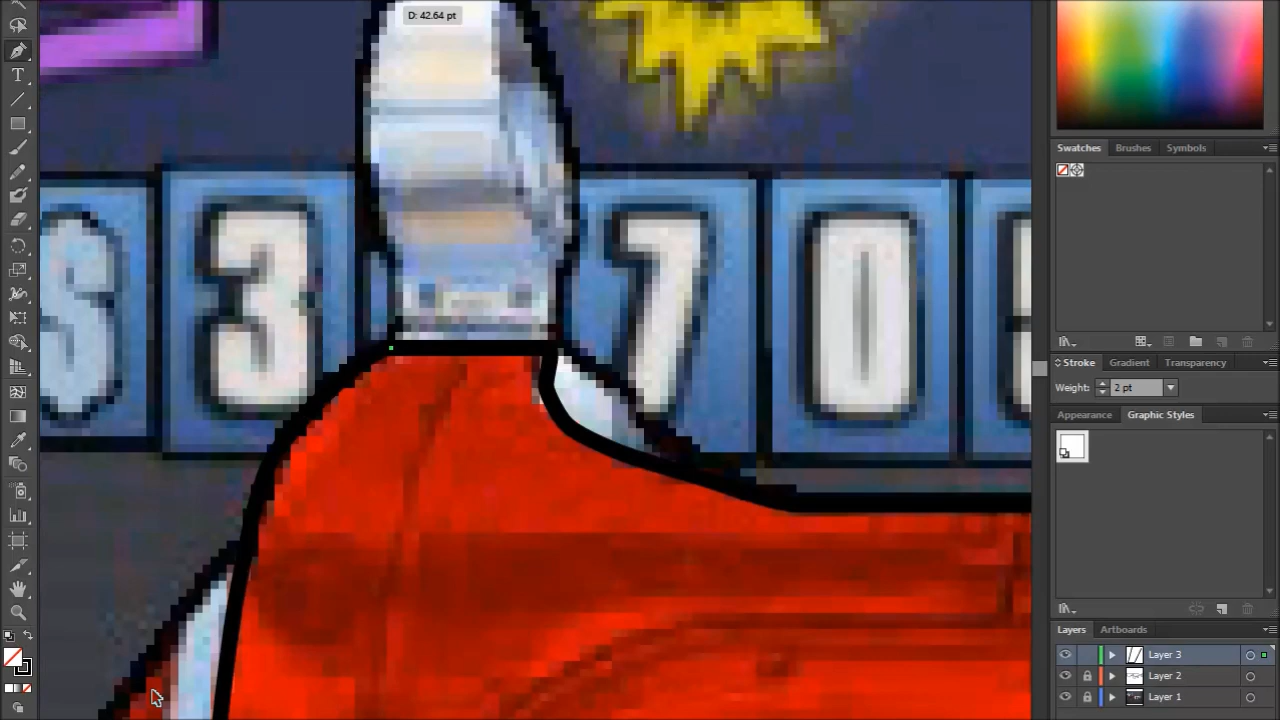 D: 42.64 pt
Swatches Brushes Symbols
S 3 7 0
Stroke Gradient Transparency
Weight: 2 pt
Appearance Graphic Styles
Layers Artboards
Layer 3
Layer 2
Layer 1